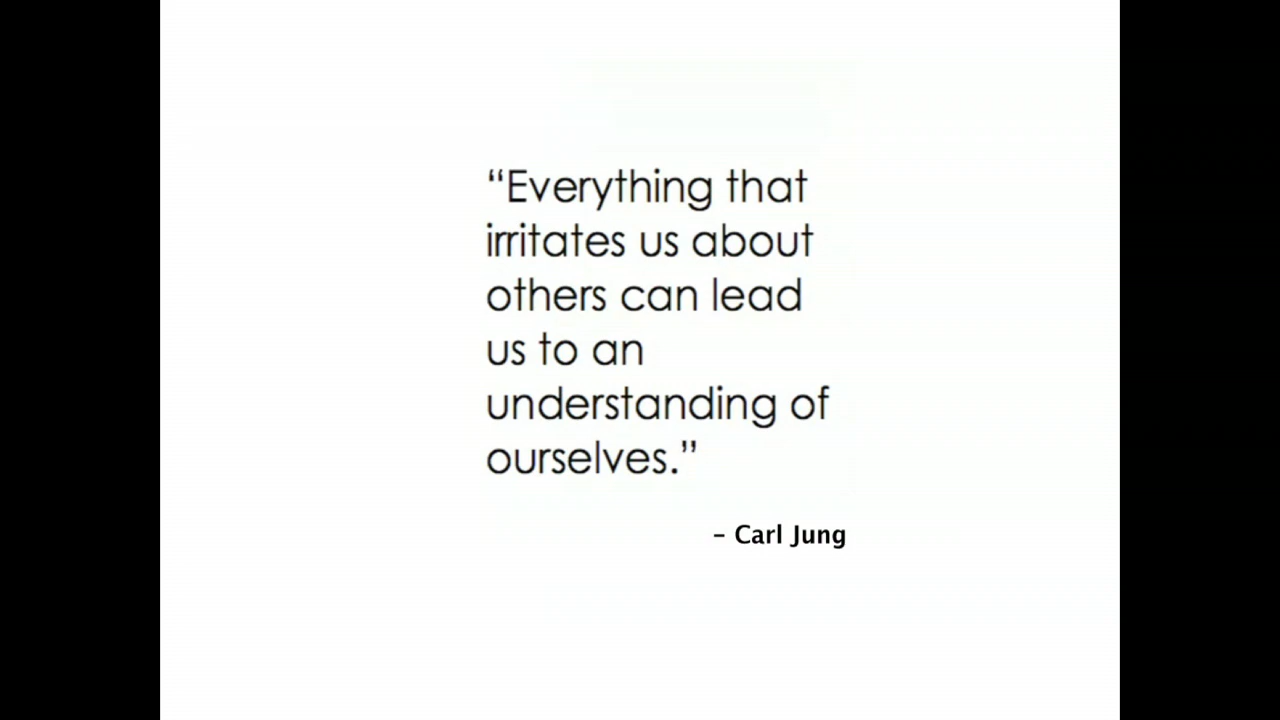 “Everything that
irritates us about
others can lead
us to an
understanding of
ourselves.”
– Carl Jung